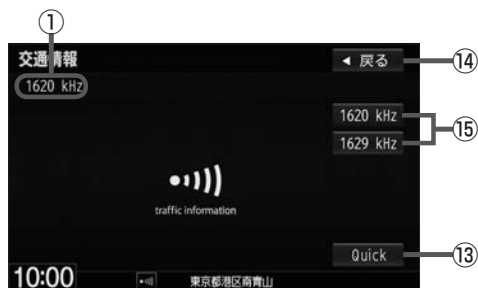 ①
交通情報
◀ 戻る
⑭
1620 kHz
1620 kHz
⑮
1629 kHz
traffic information
Quick
⑬
10:00
東京都港区南青山